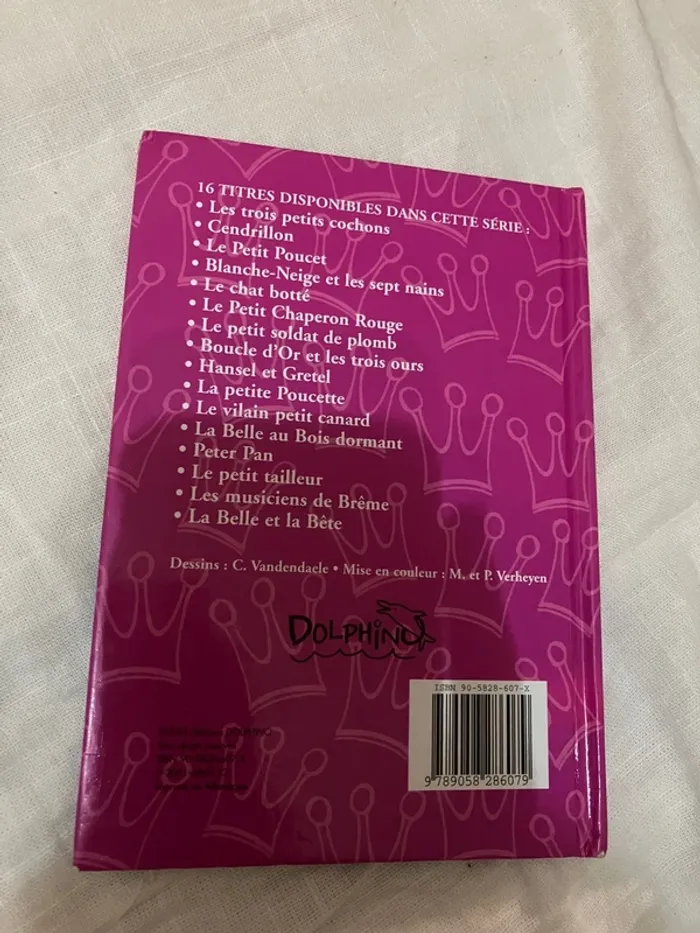 16 TITRES DISPONIBLES DANS CETTE SÉRIE :
• Les trois petits cochons
• Cendrillon
• Le Petit Poucet
• Blanche-Neige et les sept nains
• Le chat botté
• Le Petit Chaperon Rouge
• Le petit soldat de plomb
• Boucle d'Or et les trois ours
• Hansel et Gretel
• La petite Poucette
• Le vilain petit canard
• La Belle au Bois dormant
• Peter Pan
• Le petit tailleur
• Les musiciens de Brême
• La Belle et la Bête
Dessins : C. Vandendaele • Mise en couleur : M. et P. Verheyen
DOLPHINO
ISBN 90-5828-607-X
9 789058 286079
DOLPHINO